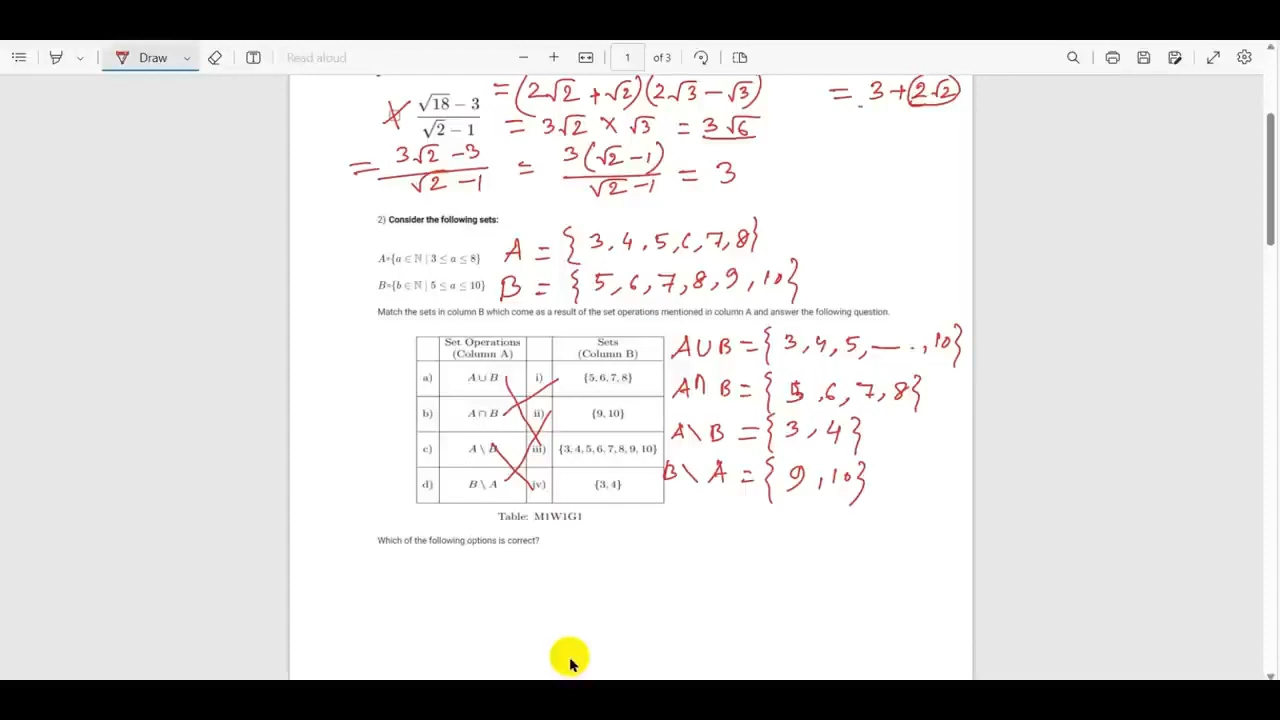 Draw
Read aloud
1 of 3
= (2√2 + √2)(2√3 − √3)
= 3 + 2√2
(√18 − 3)/(√2 − 1)
= 3√2 × √3 = 3√6
= (3√2 − 3)/(√2 − 1) = 3(√2 − 1)/(√2 − 1) = 3
2) Consider the following sets:
A={a ∈ ℕ | 3 ≤ a ≤ 8}
A = {3, 4, 5, 6, 7, 8}
B={b ∈ ℕ | 5 ≤ a ≤ 10}
B = {5, 6, 7, 8, 9, 10}
Match the sets in column B which come as a result of the set operations mentioned in column A and answer the following question.
Set Operations (Column A) Sets (Column B)
a) A ∪ B i) {5, 6, 7, 8}
b) A ∩ B ii) {9, 10}
c) A \ B iii) {3, 4, 5, 6, 7, 8, 9, 10}
d) B \ A iv) {3, 4}
A∪B = {3, 4, 5, — . , 10}
A∩B = {5, 6, 7, 8}
A\B = {3, 4}
B\A = {9, 10}
Table: M1W1G1
Which of the following options is correct?